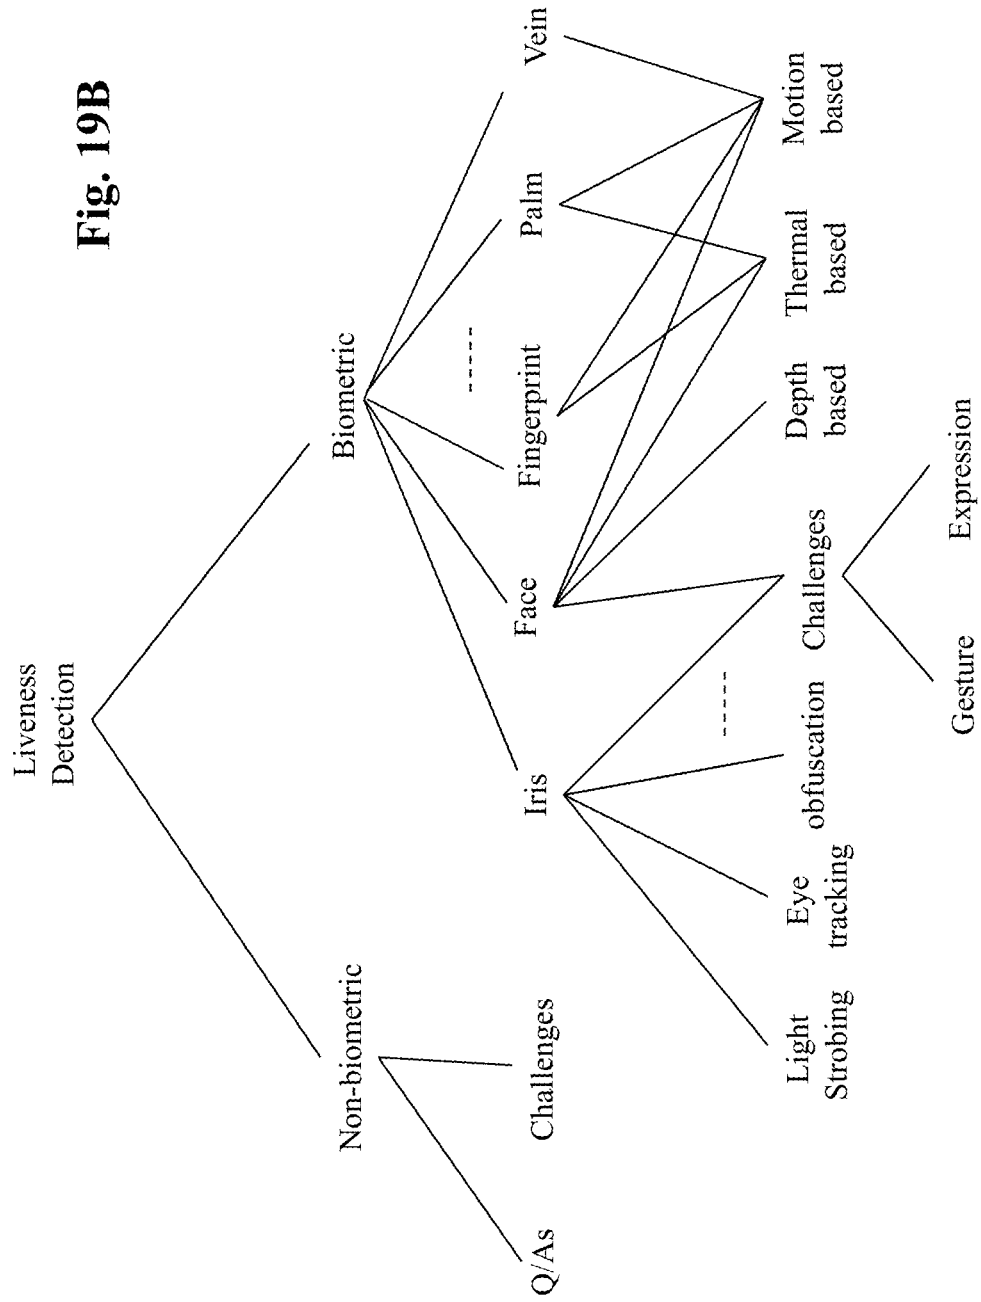 Fig. 19B
Liveness
Detection
Non-biometric
Biometric
Q/As
Challenges
Iris
Face
Fingerprint
Palm
Vein
Light
Strobing
Eye
tracking
obfuscation
Challenges
Depth
based
Thermal
based
Motion
based
Gesture
Expression